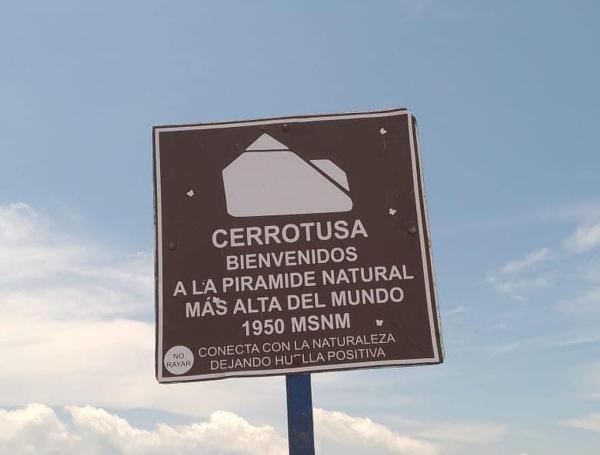 CERROTUSA
BIENVENIDOS
A LA PIRAMIDE NATURAL
MÁS ALTA DEL MUNDO
1950 MSNM
CONECTA CON LA NATURALEZA
DEJANDO HUELLA POSITIVA
NO
RAYAR